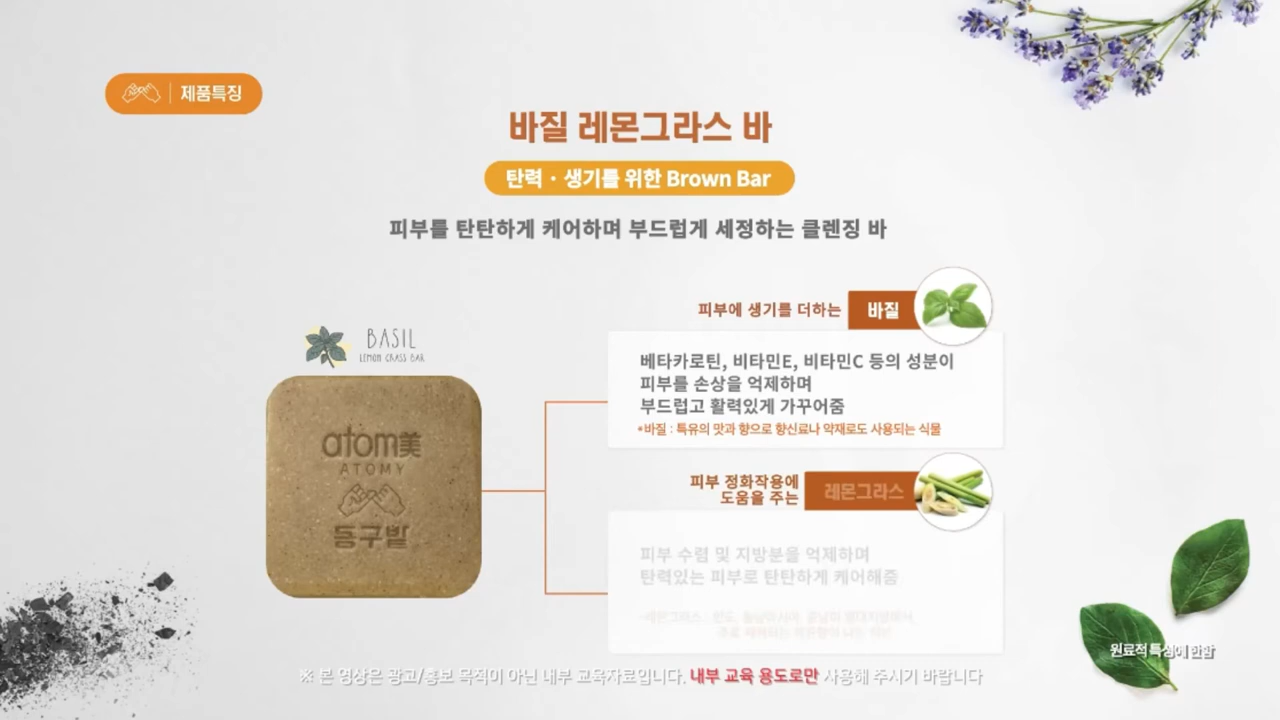 제품특징
바질 레몬그라스 바
탄력 · 생기를 위한 Brown Bar
피부를 탄탄하게 케어하며 부드럽게 세정하는 클렌징 바
피부에 생기를 더하는
바질
BASIL
LEMON GRASS BAR
베타카로틴, 비타민E, 비타민C 등의 성분이
피부를 손상을 억제하며
부드럽고 활력있게 가꾸어줌
*바질 : 특유의 맛과 향으로 향신료나 약재로도 사용되는 식물
atom美
ATOMY
동구밭
피부 정화작용에
도움을 주는
레몬그라스
피부 수렴 및 지방분을 억제하며
탄력있는 피부로 탄탄하게 케어해줌
레몬그라스 : 인도,
원료적 특성에 한함
※ 본 영상은 광고/홍보 목적이 아닌 내부 교육자료입니다. 내부 교육 용도로만 사용해 주시기 바랍니다